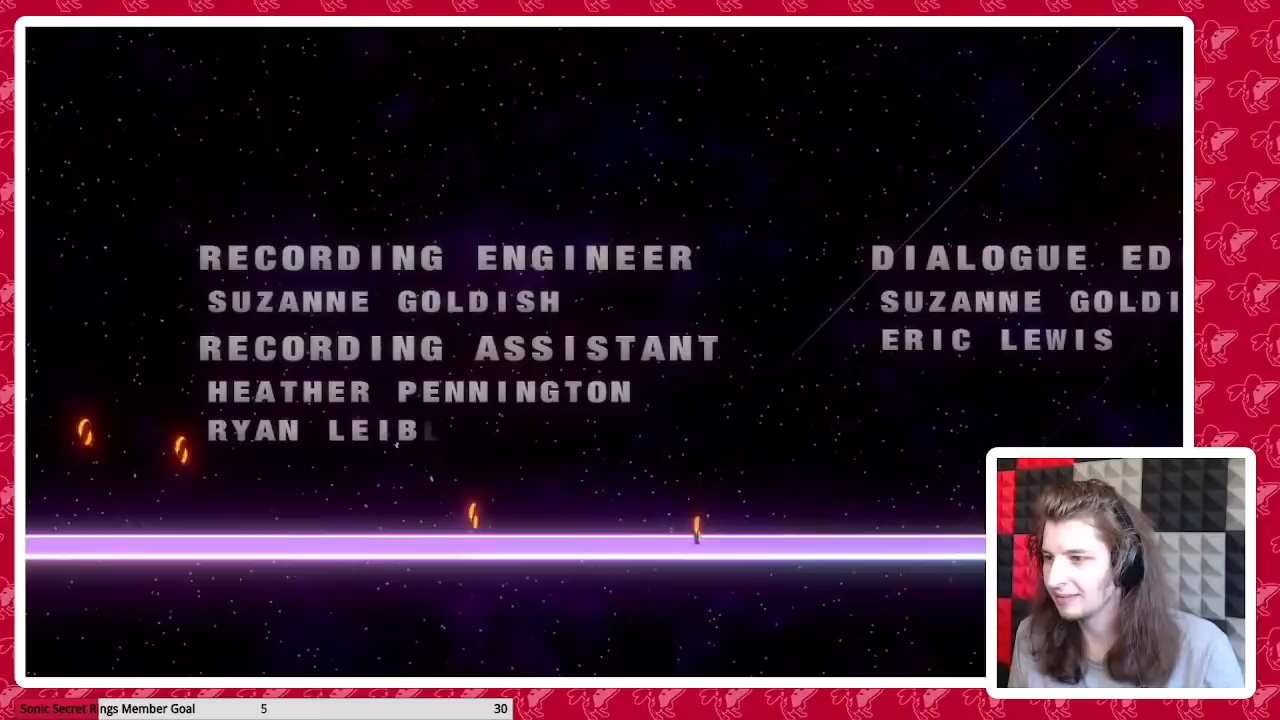 RECORDING ENGINEER
SUZANNE GOLDISH
RECORDING ASSISTANT
HEATHER PENNINGTON
RYAN LEIBL
DIALOGUE ED
SUZANNE GOLDI
ERIC LEWIS
Sonic Secret Rings Member Goal 5 30